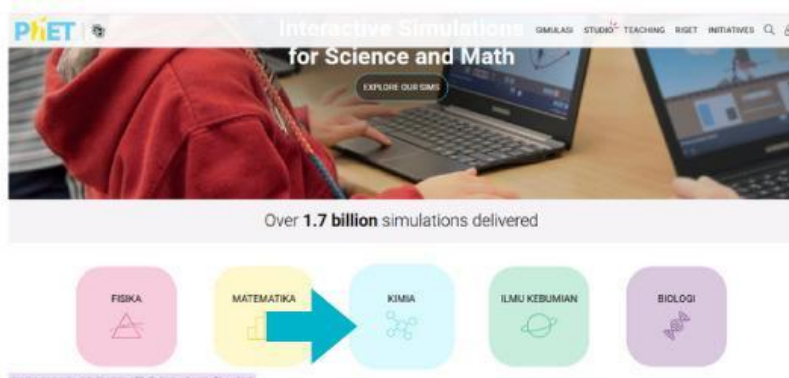 PhET
SIMULASI STUDIO TEACHING RISET INITIATIVES
Interactive Simulations
for Science and Math
EXPLORE OUR SIMS
Over 1.7 billion simulations delivered
FISIKA
MATEMATIKA
KIMIA
ILMU KEBUMIAN
BIOLOGI